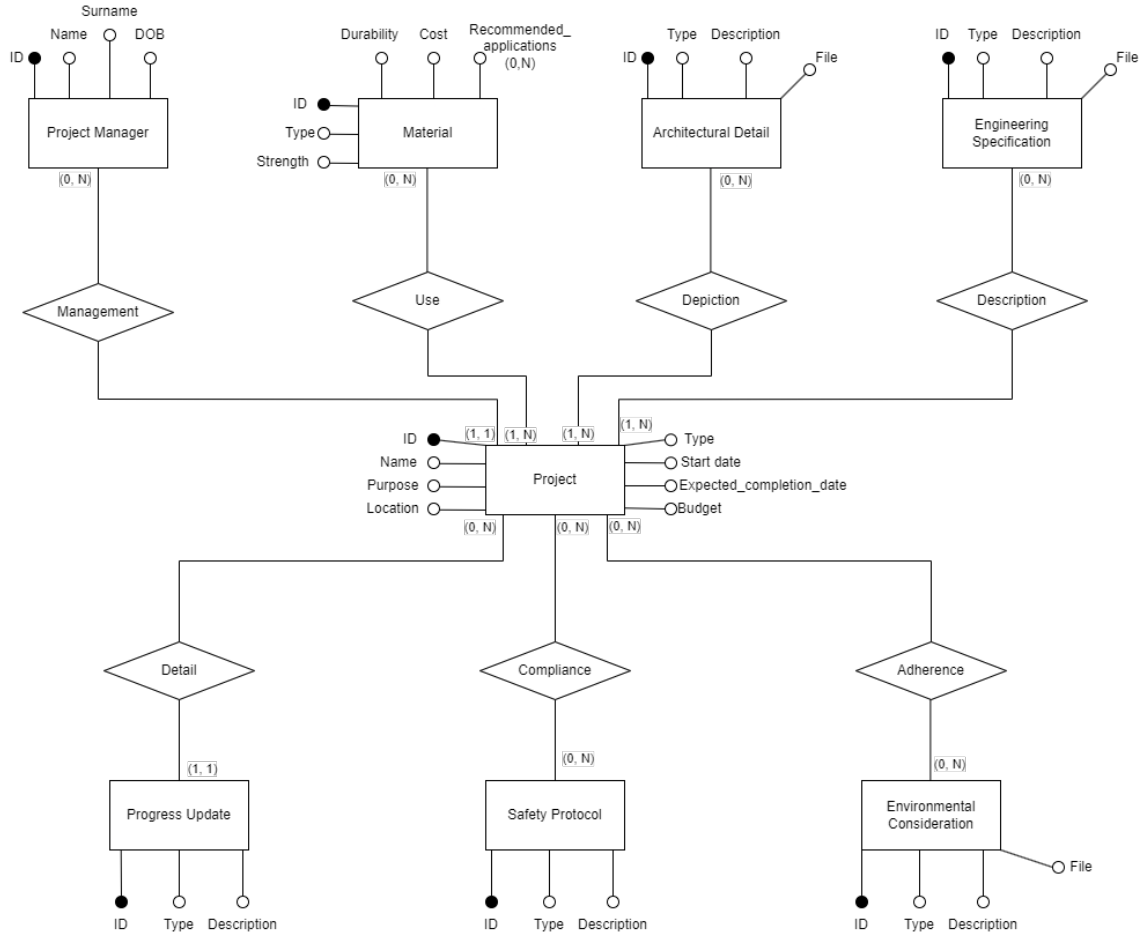 Surname
Name
DOB
ID
Project Manager
(0, N)
Durability
Cost
Recommended_
applications
(0,N)
ID
Type
Strength
Material
(0, N)
Type
Description
ID
File
Architectural Detail
(0, N)
ID
Type
Description
File
Engineering
Specification
(0, N)
Management
Use
Depiction
Description
(1, 1)
(1, N)
(1, N)
(1, N)
ID
Name
Purpose
Location
Project
Type
Start date
Expected_completion_date
Budget
(0, N)
(0, N)
(0, N)
Detail
Compliance
Adherence
(1, 1)
(0, N)
(0, N)
Progress Update
ID
Type
Description
Safety Protocol
ID
Type
Description
Environmental
Consideration
File
ID
Type
Description